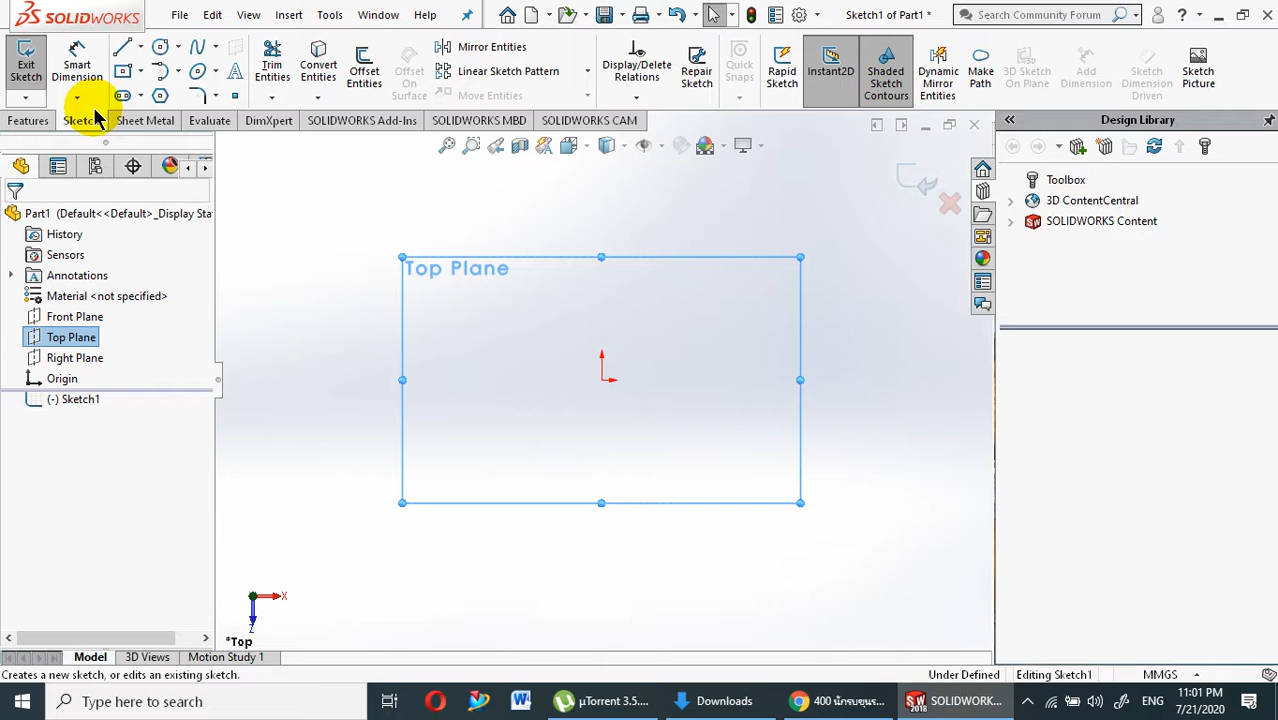 SOLIDWORKS
File Edit View Insert Tools Window Help
Sketch1 of Part1 *
Search Community Forum
?
Exit Sketch
Smart Dimension
Trim Entities
Convert Entities
Offset Entities
Offset On Surface
Mirror Entities
Linear Sketch Pattern
Move Entities
Display/Delete Relations
Repair Sketch
Quick Snaps
Rapid Sketch
Instant2D
Shaded Sketch Contours
Dynamic Mirror Entities
Make Path
3D Sketch On Plane
Add Dimension
Sketch Dimension Driven
Sketch Picture
Features Sketch Sheet Metal Evaluate DimXpert SOLIDWORKS Add-Ins SOLIDWORKS MBD SOLIDWORKS CAM
Design Library
Part1 (Default<<Default>_Display Sta
History
Sensors
Annotations
Material <not specified>
Front Plane
Top Plane
Right Plane
Origin
(-) Sketch1
Top Plane
Toolbox
3D ContentCentral
SOLIDWORKS Content
X
Z
*Top
Model 3D Views Motion Study 1
Creates a new sketch, or edits an existing sketch.
Under Defined Editing Sketch1 MMGS
Type here to search
µTorrent 3.5....
Downloads
400 นักรบขุนร...
SOLIDWORKS...
ENG
11:01 PM
7/21/2020